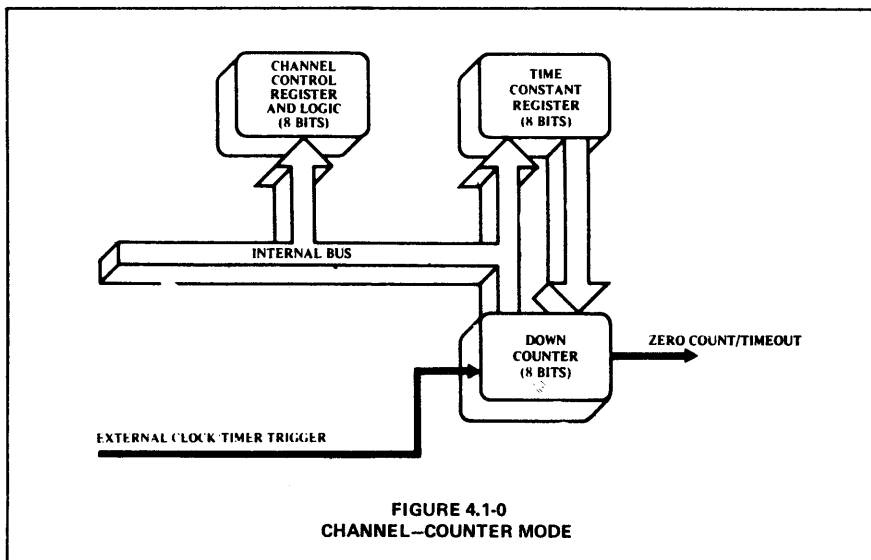 CHANNEL
CONTROL
REGISTER
AND LOGIC
(8 BITS)
TIME
CONSTANT
REGISTER
(8 BITS)
INTERNAL BUS
DOWN
COUNTER
(8 BITS)
ZERO COUNT/TIMEOUT
EXTERNAL CLOCK/TIMER TRIGGER
FIGURE 4.1-0
CHANNEL–COUNTER MODE